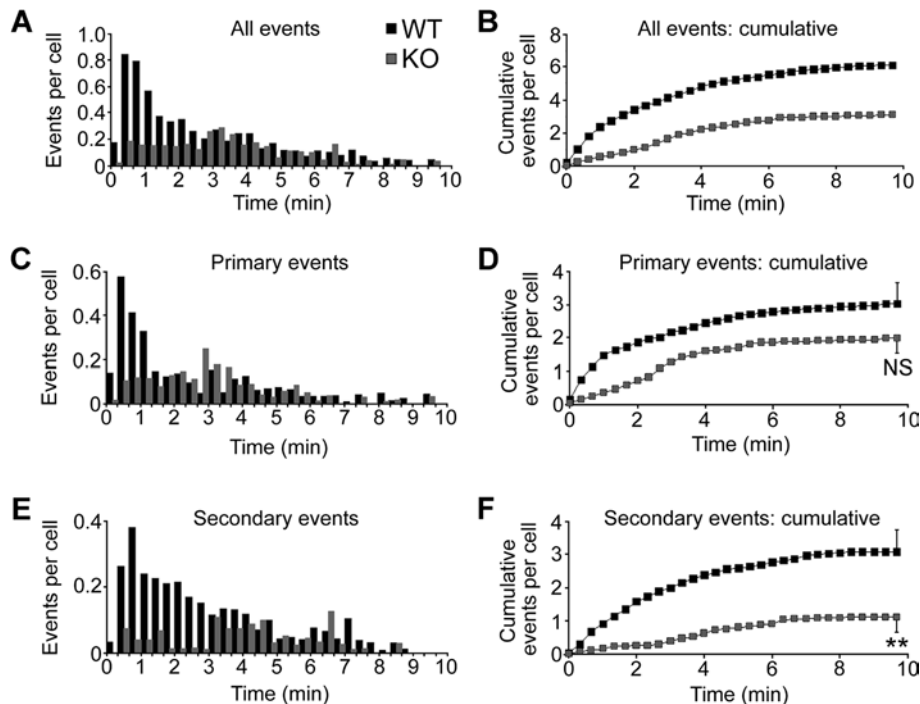 A
All events
WT
KO
Events per cell
1.0
0.8
0.6
0.4
0.2
0
0 1 2 3 4 5 6 7 8 9 10
Time (min)
B
All events: cumulative
Cumulative
events per cell
6
4
2
0
0 2 4 6 8 10
Time (min)
C
Primary events
Events per cell
0.6
0.4
0.2
0
0 1 2 3 4 5 6 7 8 9 10
Time (min)
D
Primary events: cumulative
Cumulative
events per cell
4
3
2
1
0
NS
0 2 4 6 8 10
Time (min)
E
Secondary events
Events per cell
0.4
0.2
0
0 1 2 3 4 5 6 7 8 9 10
Time (min)
F
Secondary events: cumulative
Cumulative
events per cell
4
3
2
1
0
**
0 2 4 6 8 10
Time (min)